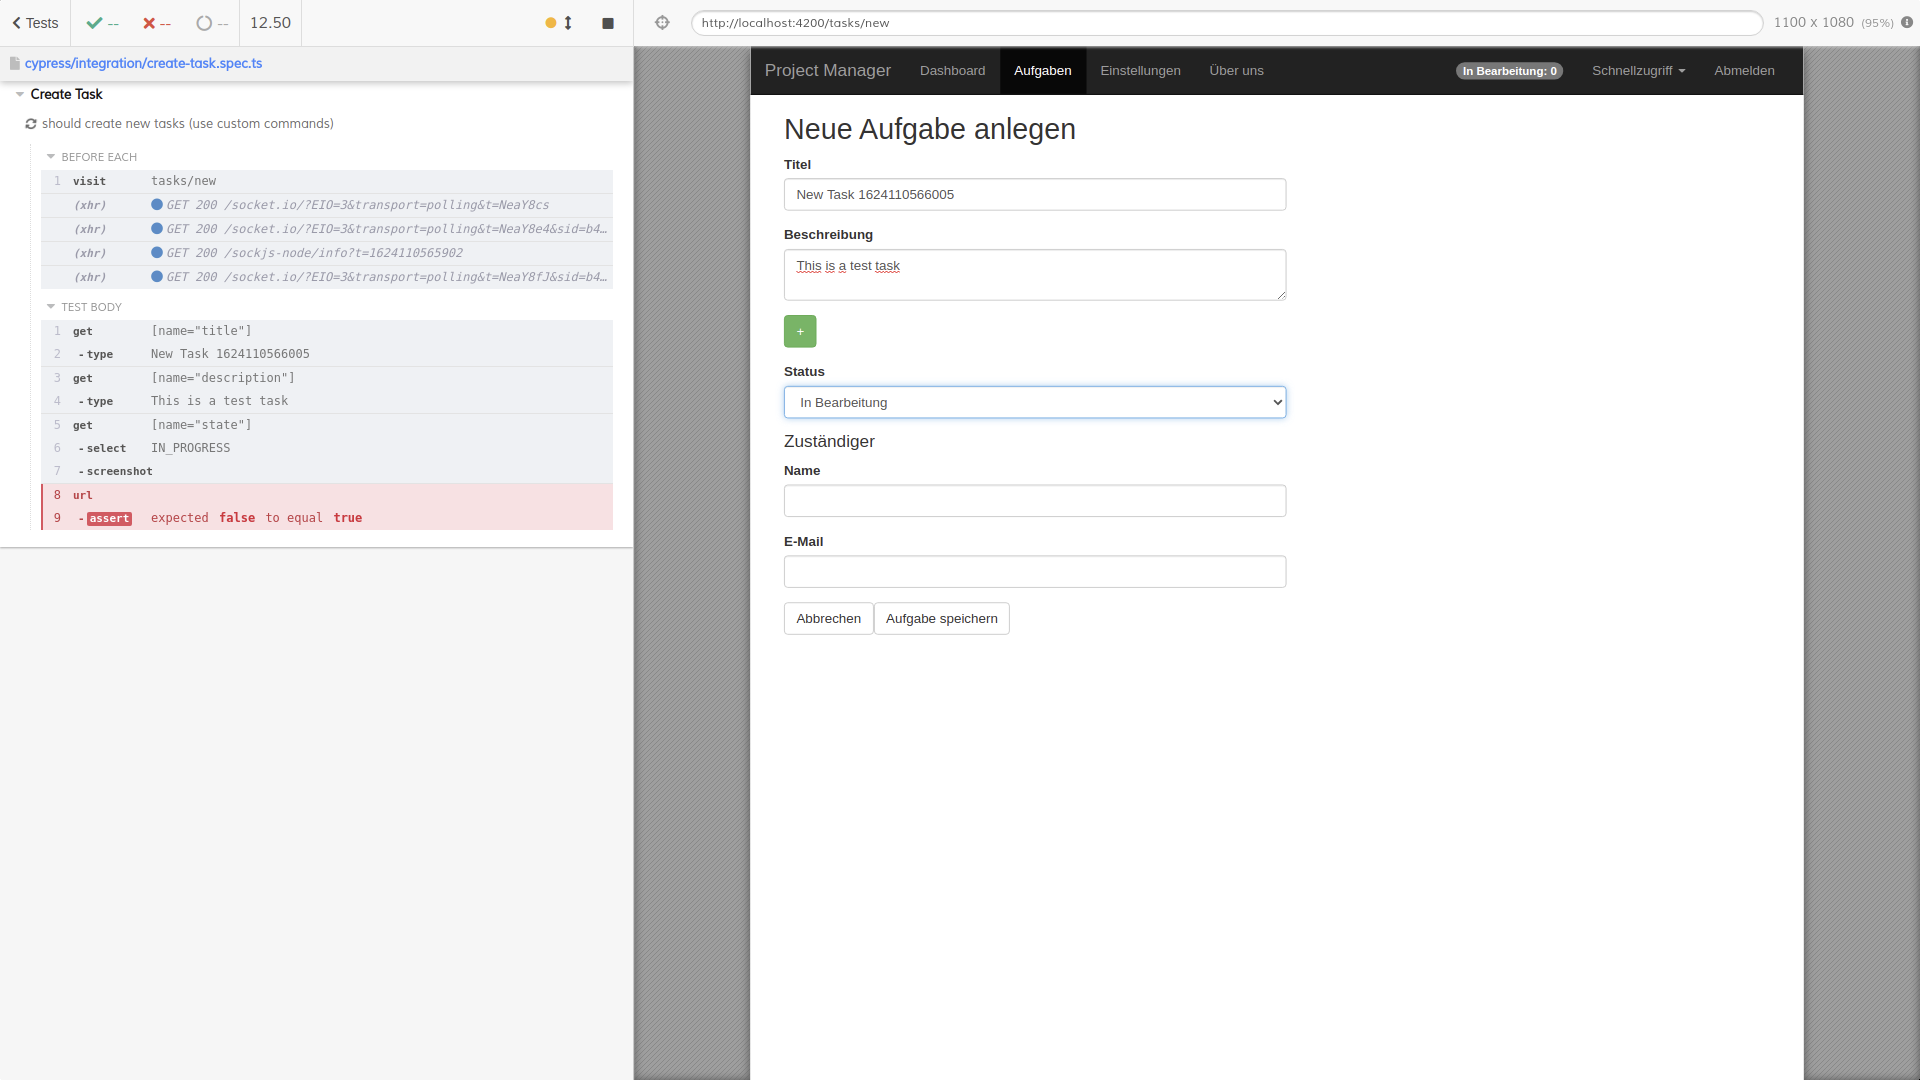 Tests
--
--
--
12.50
http://localhost:4200/tasks/new
1100 x 1080 (95%)
cypress/integration/create-task.spec.ts
Create Task
should create new tasks (use custom commands)
BEFORE EACH
1 visit tasks/new
(xhr) GET 200 /socket.io/?EIO=3&transport=polling&t=NeaY8cs
(xhr) GET 200 /socket.io/?EIO=3&transport=polling&t=NeaY8e4&sid=b4…
(xhr) GET 200 /sockjs-node/info?t=1624110565902
(xhr) GET 200 /socket.io/?EIO=3&transport=polling&t=NeaY8fJ&sid=b4…
TEST BODY
1 get [name="title"]
2 -type New Task 1624110566005
3 get [name="description"]
4 -type This is a test task
5 get [name="state"]
6 -select IN_PROGRESS
7 -screenshot
8 url
9 -assert expected false to equal true
Project Manager Dashboard Aufgaben Einstellungen Über uns In Bearbeitung: 0 Schnellzugriff Abmelden
Neue Aufgabe anlegen
Titel
New Task 1624110566005
Beschreibung
This is a test task
+
Status
In Bearbeitung
Zuständiger
Name
E-Mail
Abbrechen Aufgabe speichern